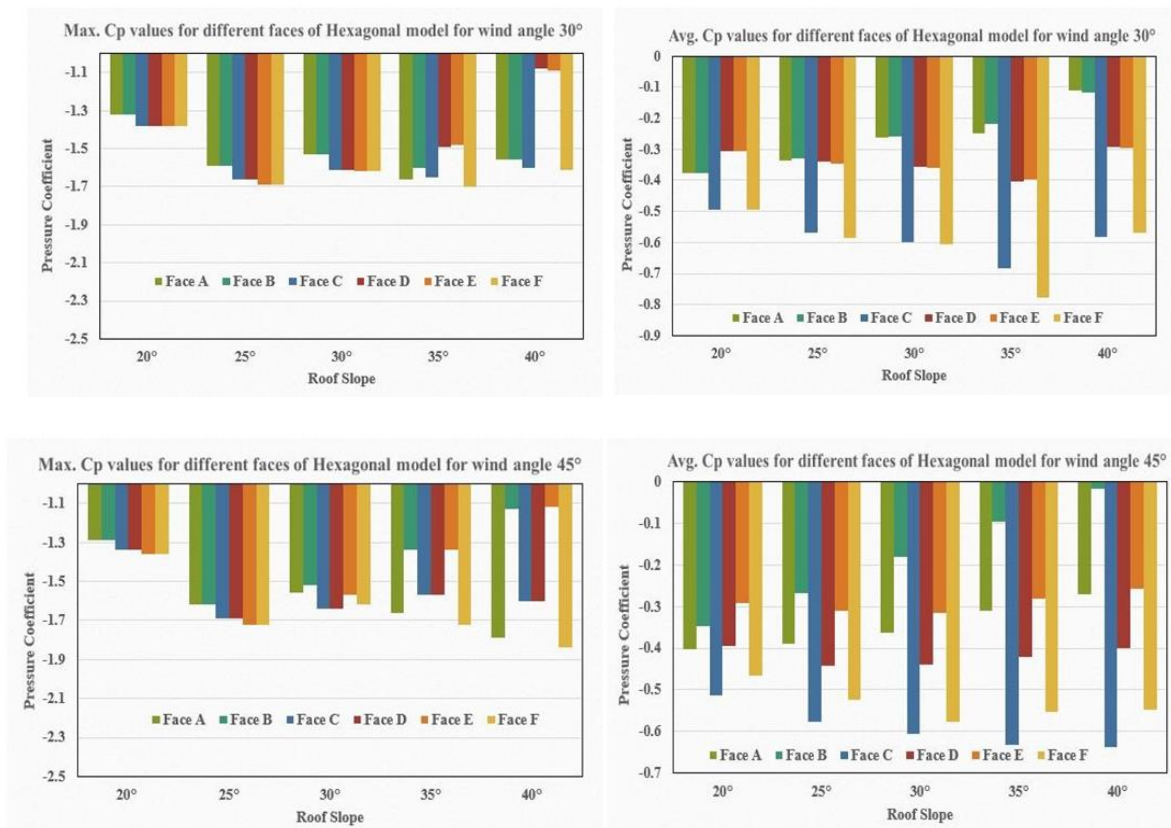 Max. Cp values for different faces of Hexagonal model for wind angle 30°
-1.1
-1.3
-1.5
-1.7
-1.9
-2.1
-2.3
-2.5
Pressure Coefficient
Face A Face B Face C Face D Face E Face F
20° 25° 30° 35° 40°
Roof Slope
Avg. Cp values for different faces of Hexagonal model for wind angle 30°
0
-0.1
-0.2
-0.3
-0.4
-0.5
-0.6
-0.7
-0.8
-0.9
Pressure Coefficient
Face A Face B Face C Face D Face E Face F
20° 25° 30° 35° 40°
Roof Slope
Max. Cp values for different faces of Hexagonal model for wind angle 45°
-1.1
-1.3
-1.5
-1.7
-1.9
-2.1
-2.3
-2.5
Pressure Coefficient
Face A Face B Face C Face D Face E Face F
20° 25° 30° 35° 40°
Roof Slope
Avg. Cp values for different faces of Hexagonal model for wind angle 45°
0
-0.1
-0.2
-0.3
-0.4
-0.5
-0.6
-0.7
Pressure Coefficient
Face A Face B Face C Face D Face E Face F
20° 25° 30° 35° 40°
Roof Slope